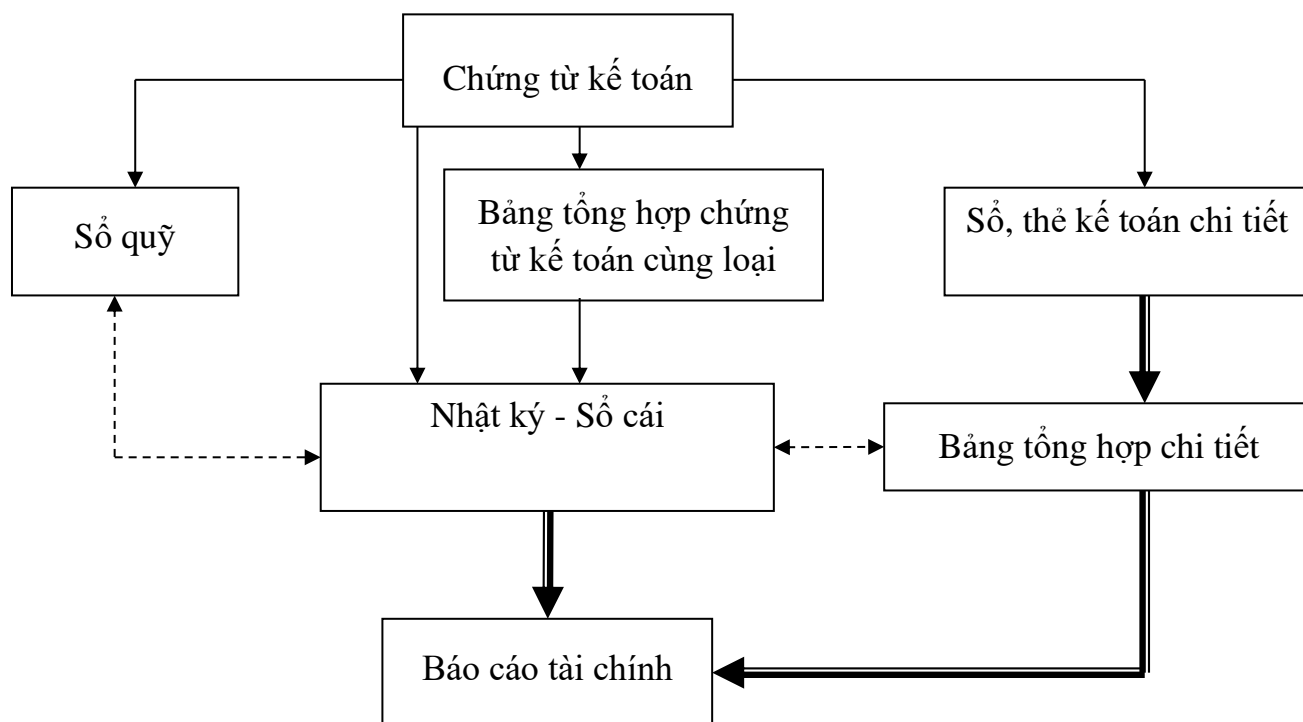 Chứng từ kế toán
Sổ quỹ
Bảng tổng hợp chứng
từ kế toán cùng loại
Sổ, thẻ kế toán chi tiết
Nhật ký - Sổ cái
Bảng tổng hợp chi tiết
Báo cáo tài chính